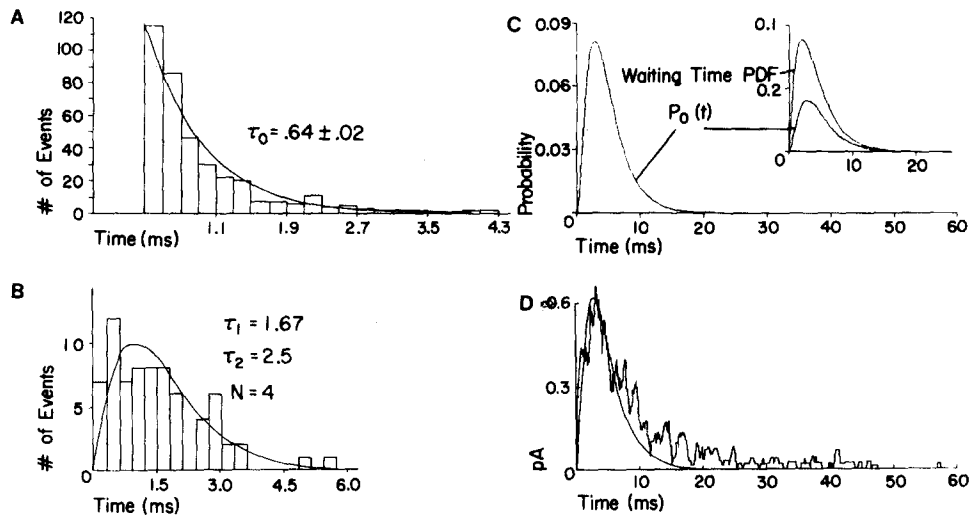 A
120
100
80
60
40
20
0
# of Events
τ₀ = .64 ± .02
1.1
1.9
2.7
3.5
4.3
Time (ms)
B
10
5
0
# of Events
τ₁ = 1.67
τ₂ = 2.5
N = 4
1.5
3.0
4.5
6.0
Time (ms)
C
0.09
0.06
0.03
0
Probability
Waiting Time PDF
P₀ (t)
0.1
0.2
0
10
20
0
10
20
30
40
50
60
Time (ms)
D
0.6
0.3
0
pA
0
10
20
30
40
50
60
Time (ms)